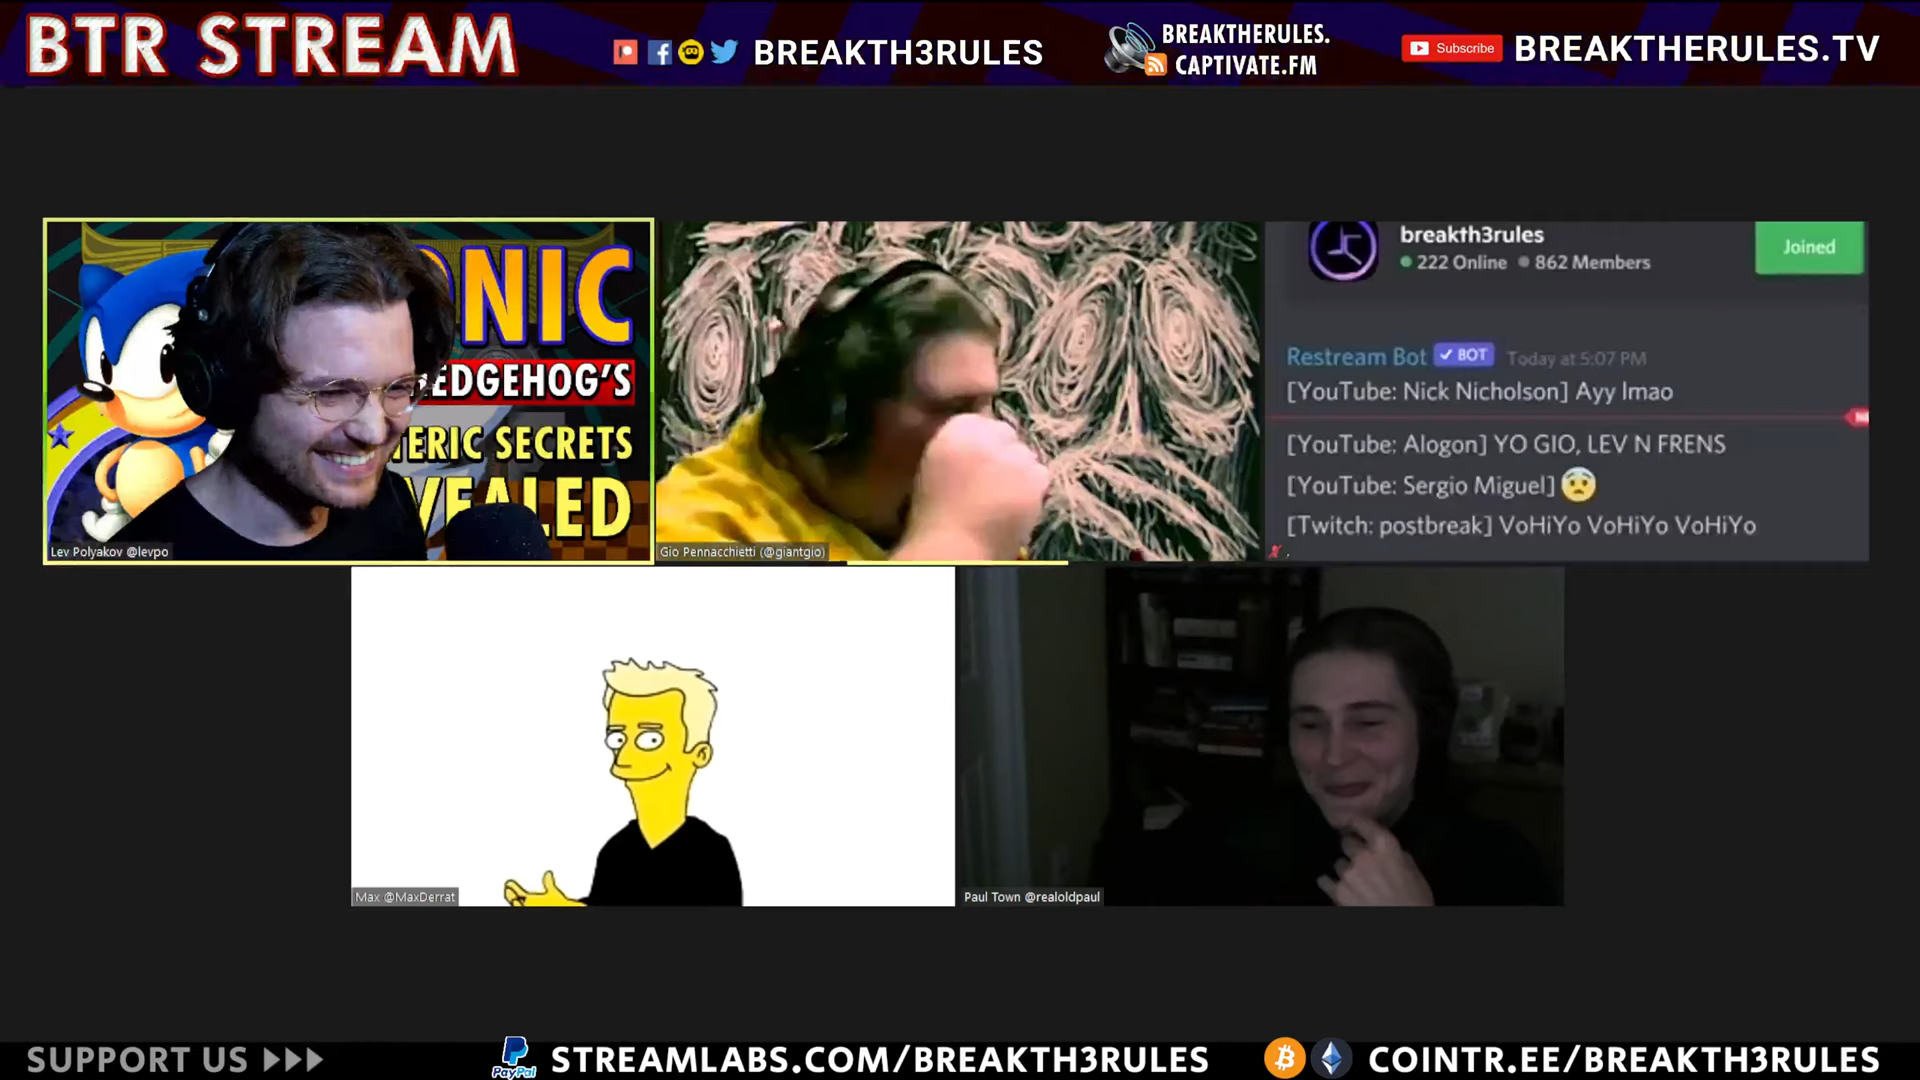 BTR STREAM
BREAKTH3RULES
BREAKTHERULES.
CAPTIVATE.FM
Subscribe
BREAKTHERULES.TV
NIC
EDGEHOG'S
TERIC SECRETS
VEALED
Lev Polyakov @levpo
Gio Pennacchietti (@giantgio)
breakth3rules
222 Online
862 Members
Joined
Restream Bot BOT Today at 5:07 PM
[YouTube: Nick Nicholson] Ayy lmao
[YouTube: Alogon] YO GIO, LEV N FRENS
[YouTube: Sergio Miguel] 😟
[Twitch: postbreak] VoHiYo VoHiYo VoHiYo
Max @MaxDerrat
Paul Town @realoldpaul
SUPPORT US
PayPal
STREAMLABS.COM/BREAKTH3RULES
COINTR.EE/BREAKTH3RULES